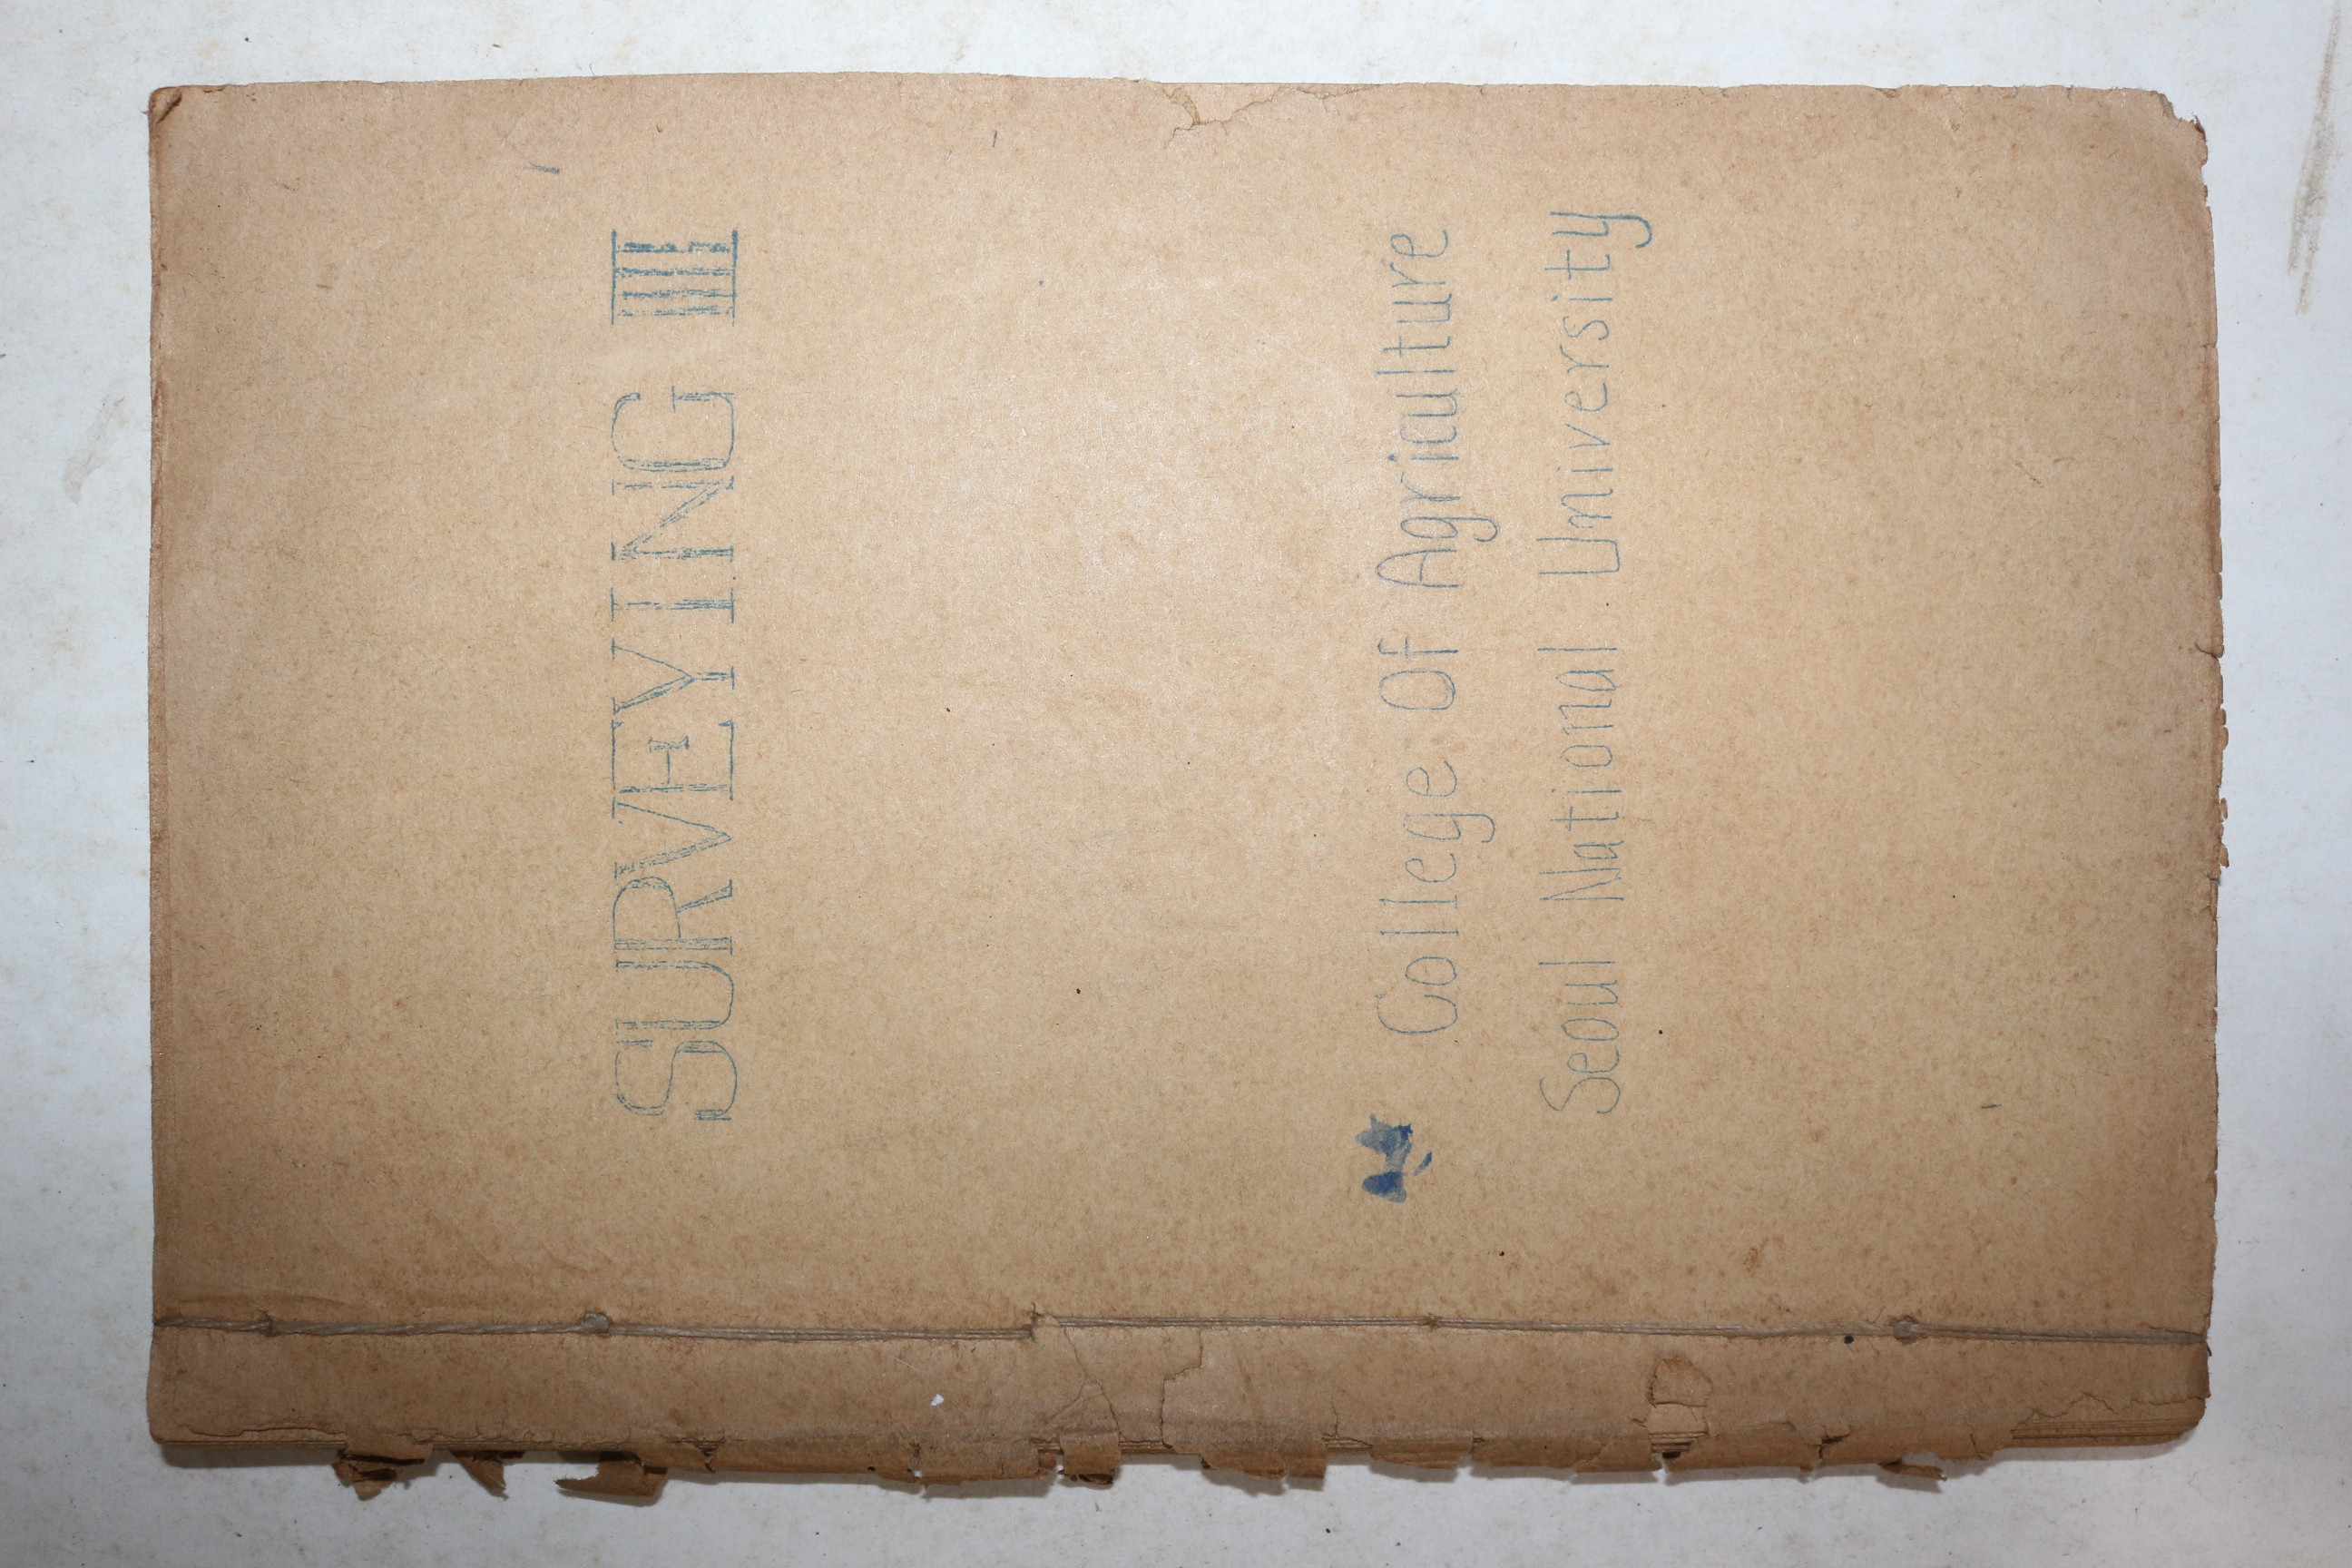 SURVEYING III
College Of Agriculture
Seoul National University